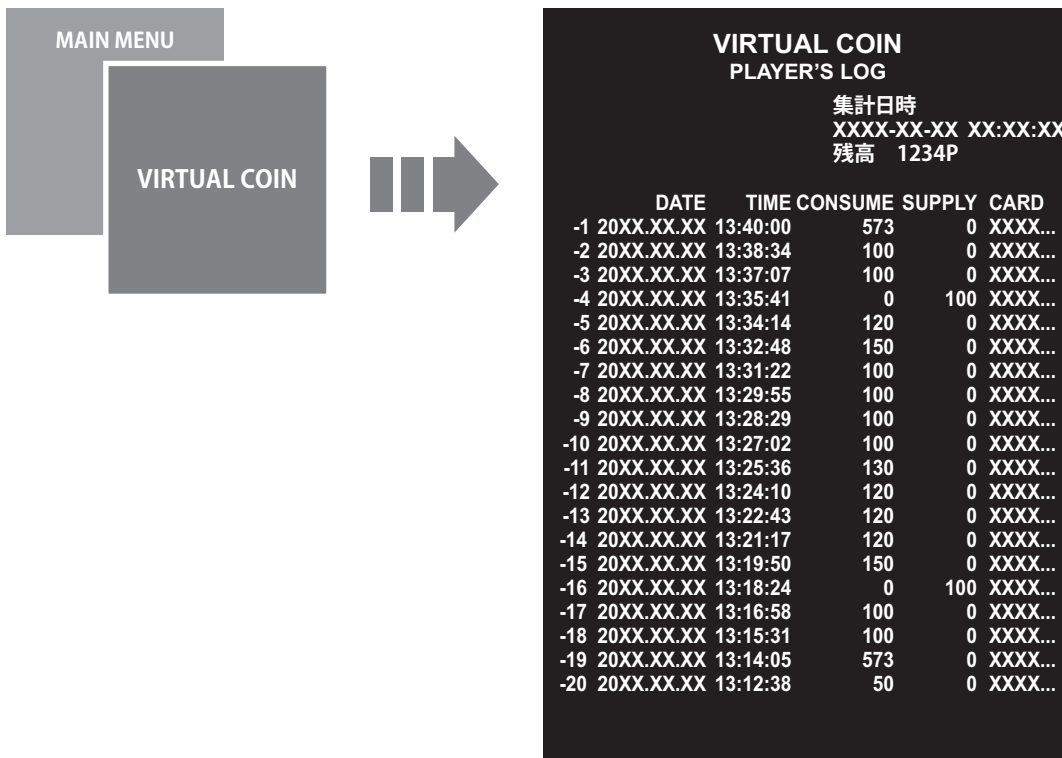 MAIN MENU
VIRTUAL COIN
VIRTUAL COIN
PLAYER'S LOG
集計日時
XXXX-XX-XX XX:XX:XX
残高 1234P
DATE TIME CONSUME SUPPLY CARD
-1 20XX.XX.XX 13:40:00 573 0 XXXX...
-2 20XX.XX.XX 13:38:34 100 0 XXXX...
-3 20XX.XX.XX 13:37:07 100 0 XXXX...
-4 20XX.XX.XX 13:35:41 0 100 XXXX...
-5 20XX.XX.XX 13:34:14 120 0 XXXX...
-6 20XX.XX.XX 13:32:48 150 0 XXXX...
-7 20XX.XX.XX 13:31:22 100 0 XXXX...
-8 20XX.XX.XX 13:29:55 100 0 XXXX...
-9 20XX.XX.XX 13:28:29 100 0 XXXX...
-10 20XX.XX.XX 13:27:02 100 0 XXXX...
-11 20XX.XX.XX 13:25:36 130 0 XXXX...
-12 20XX.XX.XX 13:24:10 120 0 XXXX...
-13 20XX.XX.XX 13:22:43 120 0 XXXX...
-14 20XX.XX.XX 13:21:17 120 0 XXXX...
-15 20XX.XX.XX 13:19:50 150 0 XXXX...
-16 20XX.XX.XX 13:18:24 0 100 XXXX...
-17 20XX.XX.XX 13:16:58 100 0 XXXX...
-18 20XX.XX.XX 13:15:31 100 0 XXXX...
-19 20XX.XX.XX 13:14:05 573 0 XXXX...
-20 20XX.XX.XX 13:12:38 50 0 XXXX...